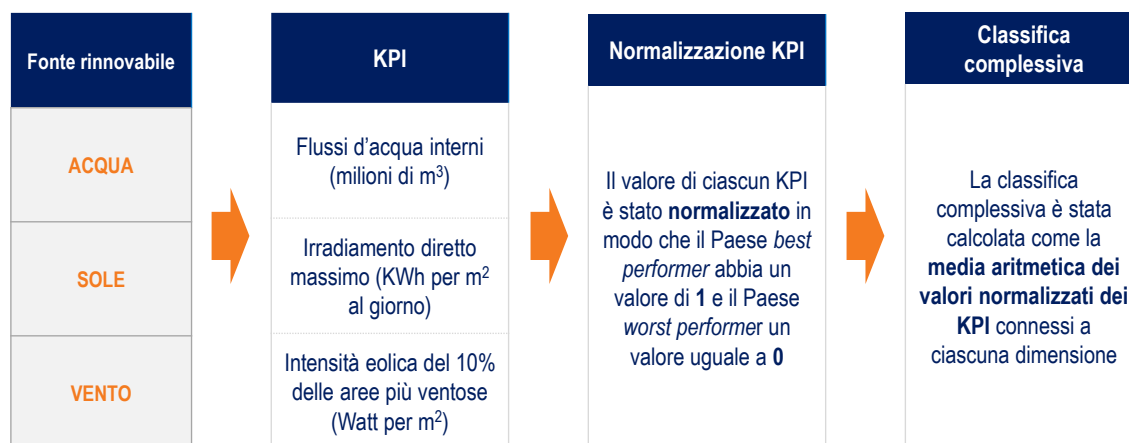 Fonte rinnovabile
ACQUA
SOLE
VENTO
KPI
Flussi d’acqua interni
(milioni di m³)
Irradiamento diretto
massimo (KWh per m²
al giorno)
Intensità eolica del 10%
delle aree più ventose
(Watt per m²)
Normalizzazione KPI
Il valore di ciascun KPI
è stato normalizzato in
modo che il Paese best
performer abbia un
valore di 1 e il Paese
worst performer un
valore uguale a 0
Classifica
complessiva
La classifica
complessiva è stata
calcolata come la
media aritmetica dei
valori normalizzati dei
KPI connessi a
ciascuna dimensione